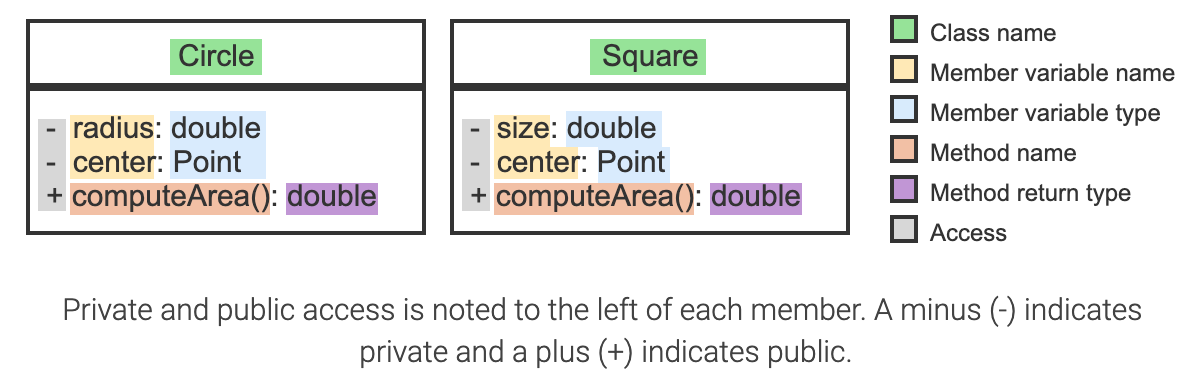 Circle
- radius: double
- center: Point
+ computeArea(): double
Square
- size: double
- center: Point
+ computeArea(): double
Class name
Member variable name
Member variable type
Method name
Method return type
Access
Private and public access is noted to the left of each member. A minus (-) indicates
private and a plus (+) indicates public.